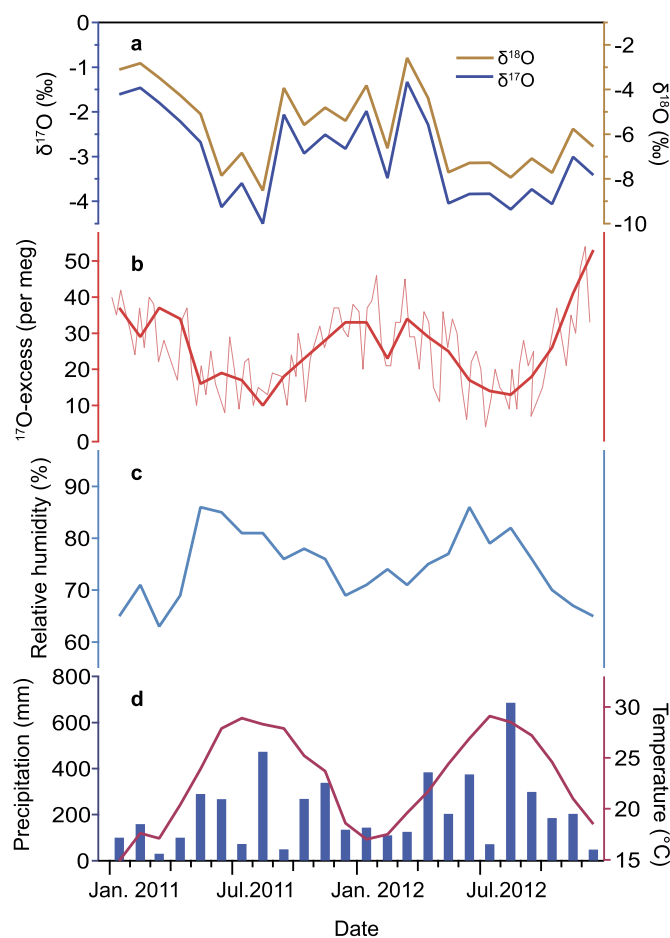 a
δ¹⁸O
δ¹⁷O
0
-1
-2
-3
-4
δ¹⁷O (‰)
-2
-4
-6
-8
-10
δ¹⁸O (‰)
b
50
40
30
20
10
0
¹⁷O-excess (per meg)
c
90
80
70
60
Relative humidity (%)
d
800
600
400
200
0
Precipitation (mm)
30
25
20
15
Temperature (°C)
Jan. 2011 Jul.2011 Jan. 2012 Jul.2012
Date